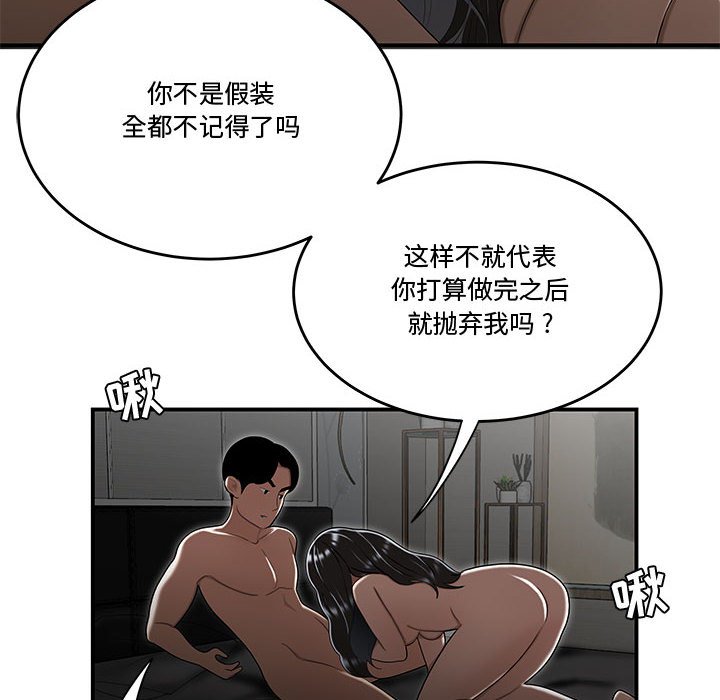 你不是假装
全都不记得了吗
这样不就代表
你打算做完之后
就抛弃我吗？
啾
啾